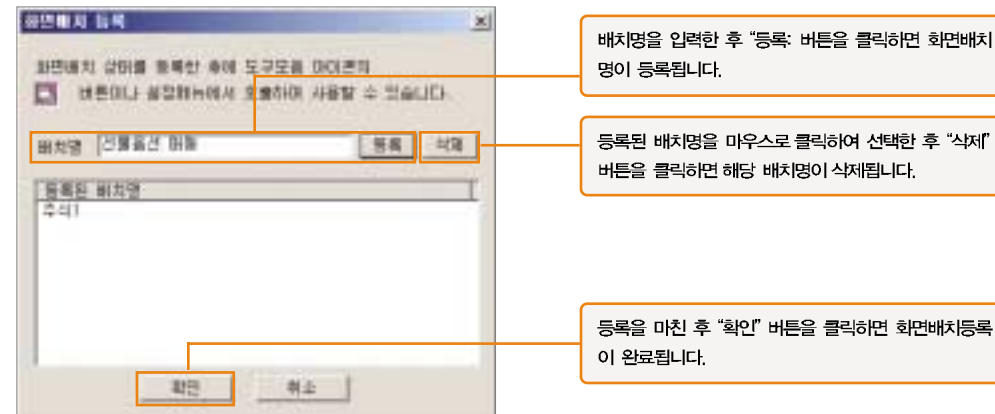 화면배치 등록
배치명을 입력한 후 “등록: 버튼을 클릭하면 화면배치
명이 등록됩니다.
화면배치 상태를 등록한 후에 도구모음 아이콘의
버튼이나 설정메뉴에서 호출하여 사용할 수 있습니다.
등록된 배치명을 마우스로 클릭하여 선택한 후 “삭제”
버튼을 클릭하면 해당 배치명이 삭제됩니다.
배치명 선물옵션 등록 삭제
등록된 배치명
주식1
등록을 마친 후 “확인” 버튼을 클릭하면 화면배치등록
이 완료됩니다.
확인 취소